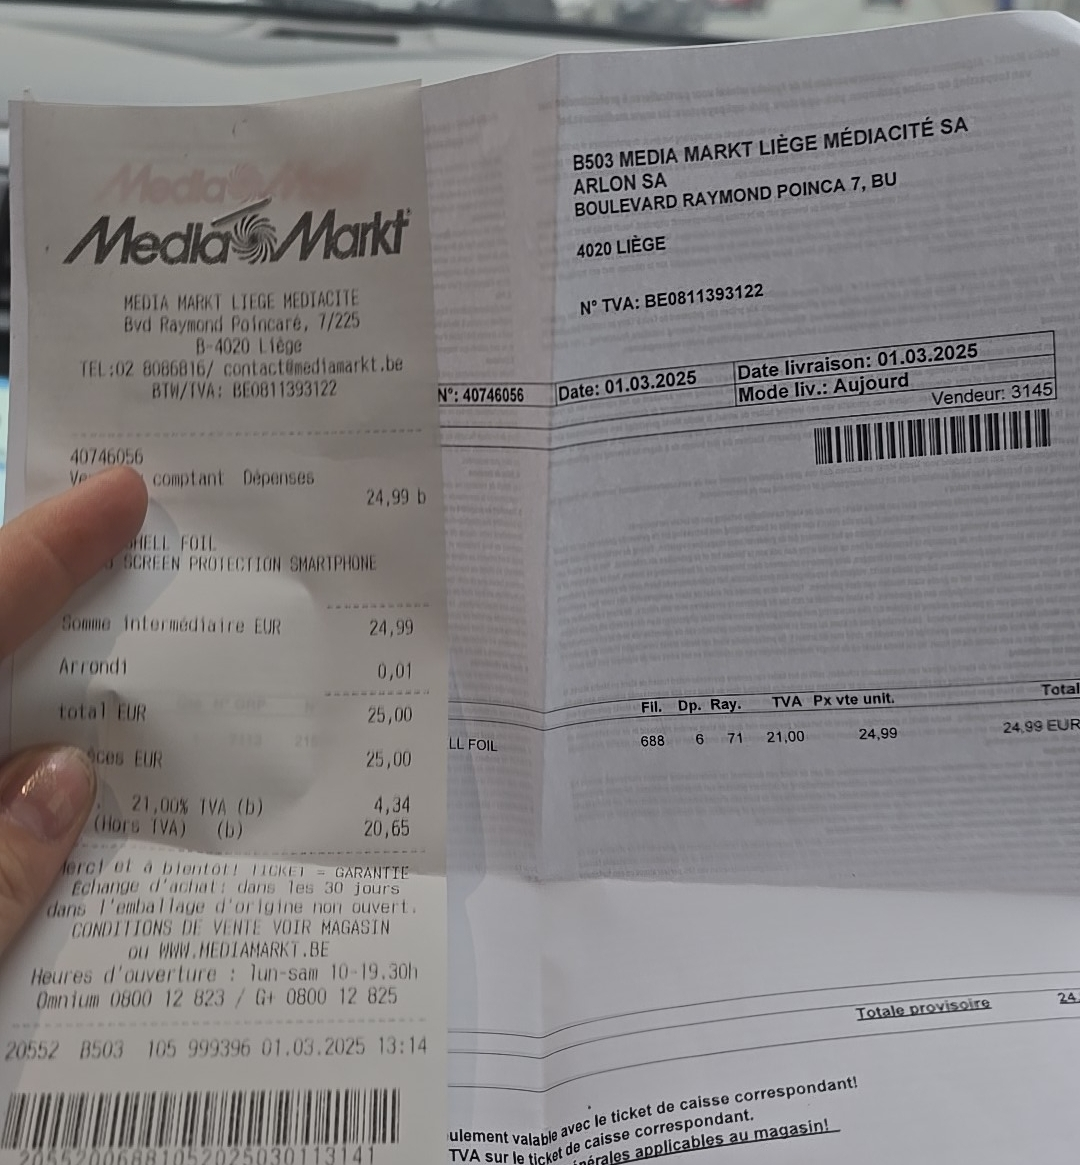 Media Markt
MEDIA MARKT LIEGE MEDIACITE
Bvd Raymond Poincaré, 7/225
B-4020 Liège
TEL:02 8086816/ contact@mediamarkt.be
BTW/TVA: BE0811393122
40746056
comptant Dépenses
24,99 b
HELL FOIL
SCREEN PROTECTION SMARTPHONE
Somme intermédiaire EUR 24,99
Arrondi 0,01
total EUR 25,00
èces EUR 25,00
21,00% TVA (b) 4,34
(Hors TVA) (b) 20,65
Merci et à bientôt! TICKET = GARANTIE
Echange d'achat: dans les 30 jours
dans l'emballage d'origine non ouvert.
CONDITIONS DE VENTE VOIR MAGASIN
ou WWW.MEDIAMARKT.BE
Heures d'ouverture : lun-sam 10-19.30h
Omnium 0800 12 823 / G+ 0800 12 825
20552 B503 105 999396 01.03.2025 13:14
20552006881052025030113141
B503 MEDIA MARKT LIÈGE MÉDIACITÉ SA
ARLON SA
BOULEVARD RAYMOND POINCA 7, BU
4020 LIÈGE
N° TVA: BE0811393122
N°: 40746056 Date: 01.03.2025 Date livraison: 01.03.2025
Mode liv.: Aujourd
Vendeur: 3145
Fil. Dp. Ray. TVA Px vte unit. Total
LL FOIL 688 6 71 21,00 24,99 24,99 EUR
Totale provisoire 24.
ulement valable avec le ticket de caisse correspondant!
TVA sur le ticket de caisse correspondant.
nérales applicables au magasin!